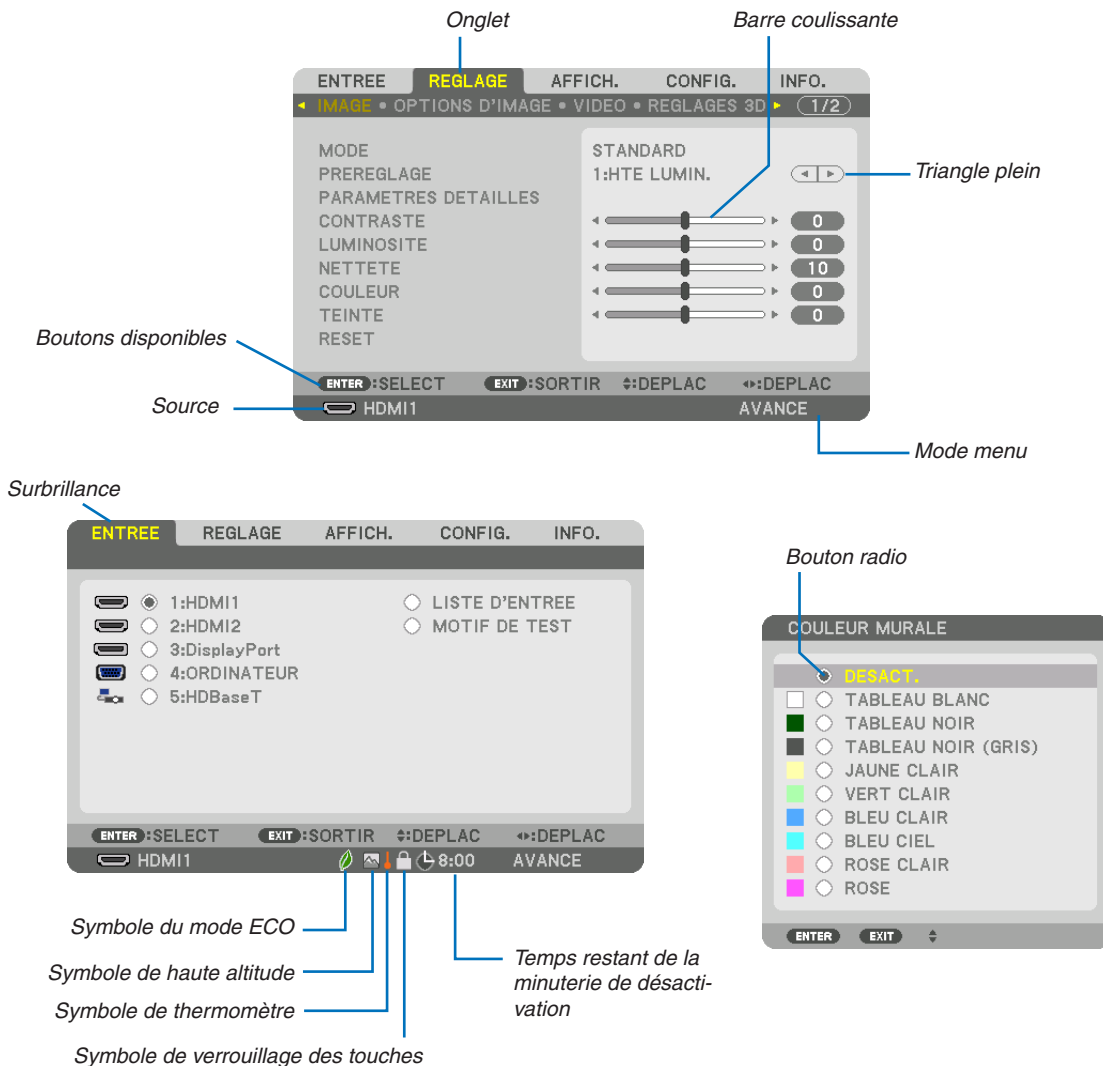 Onglet
Barre coulissante
ENTREE REGLAGE AFFICH. CONFIG. INFO.
IMAGE • OPTIONS D'IMAGE • VIDEO • REGLAGES 3D 1/2
MODE STANDARD
PREREGLAGE 1:HTE LUMIN.
Triangle plein
PARAMETRES DETAILLES
CONTRASTE 0
LUMINOSITE 0
NETTETE 10
COULEUR 0
TEINTE 0
RESET
Boutons disponibles
ENTER :SELECT EXIT :SORTIR :DEPLAC :DEPLAC
Source
HDMI1 AVANCE
Mode menu
Surbrillance
ENTREE REGLAGE AFFICH. CONFIG. INFO.
1:HDMI1 LISTE D'ENTREE
2:HDMI2 MOTIF DE TEST
3:DisplayPort
4:ORDINATEUR
5:HDBaseT
ENTER :SELECT EXIT :SORTIR :DEPLAC :DEPLAC
HDMI1 8:00 AVANCE
Symbole du mode ECO
Symbole de haute altitude
Symbole de thermomètre
Symbole de verrouillage des touches
Temps restant de la
minuterie de désacti-
vation
Bouton radio
COULEUR MURALE
DESACT.
TABLEAU BLANC
TABLEAU NOIR
TABLEAU NOIR (GRIS)
JAUNE CLAIR
VERT CLAIR
BLEU CLAIR
BLEU CIEL
ROSE CLAIR
ROSE
ENTER EXIT